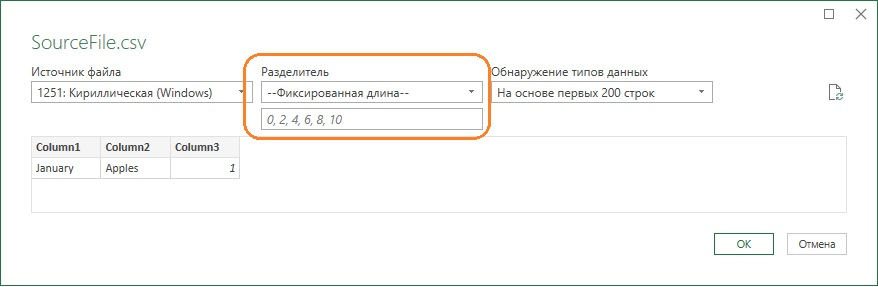 SourceFile.csv
Источник файла Разделитель Обнаружение типов данных
1251: Кириллическая (Windows) --Фиксированная длина-- На основе первых 200 строк
0, 2, 4, 6, 8, 10
Column1 Column2 Column3
January Apples 1
ОК Отмена